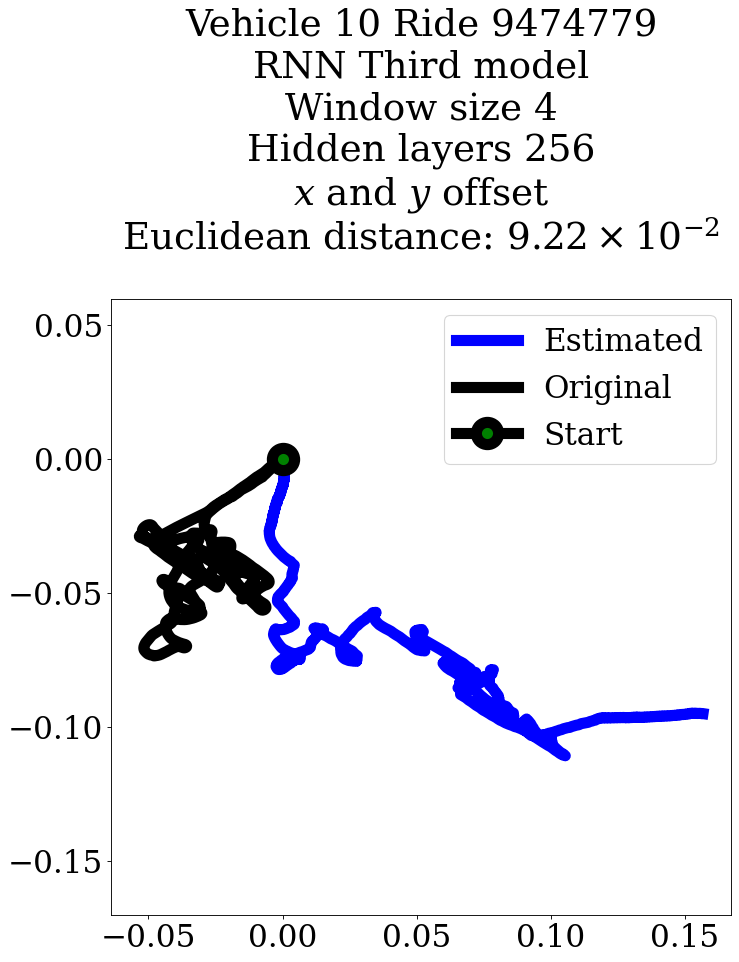 Vehicle 10 Ride 9474779
RNN Third model
Window size 4
Hidden layers 256
x and y offset
Euclidean distance: 9.22 × 10⁻²
Estimated
Original
Start
0.05
0.00
−0.05
−0.10
−0.15
−0.05 0.00 0.05 0.10 0.15